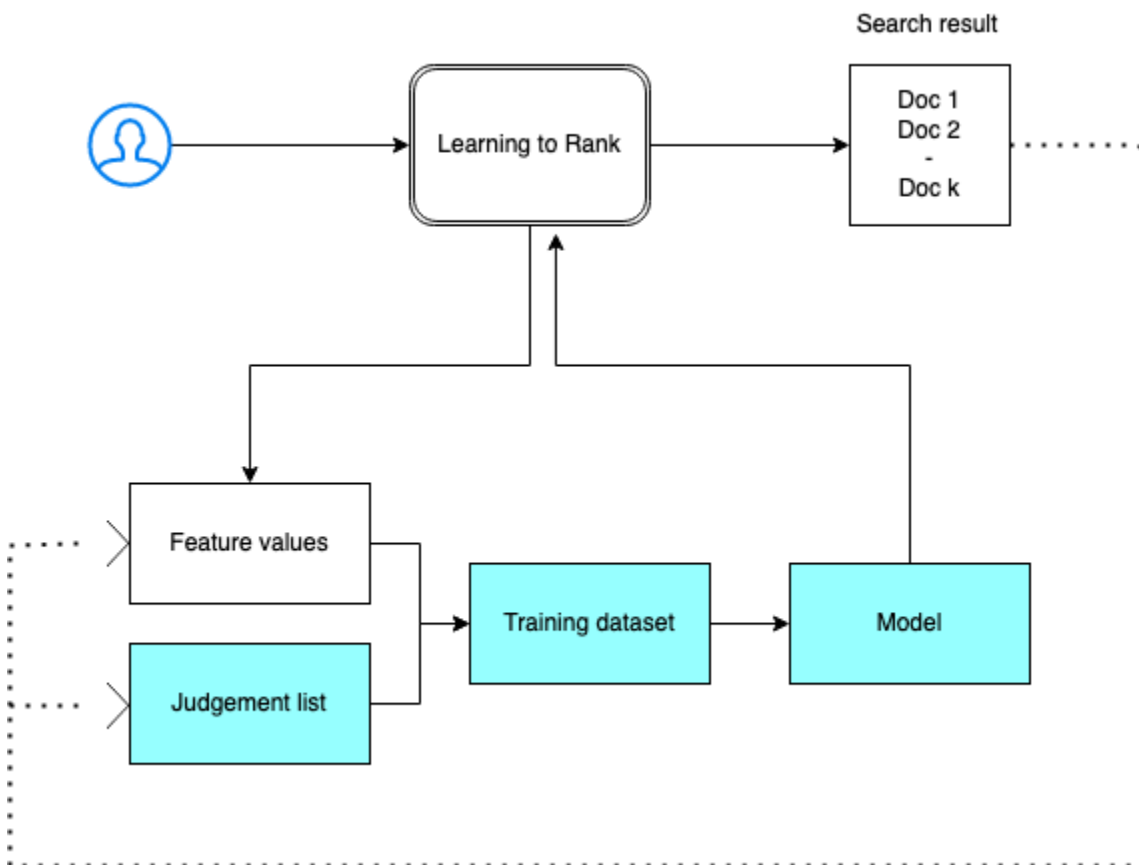 Search result
Learning to Rank
Doc 1
Doc 2
-
Doc k
Feature values
Training dataset
Model
Judgement list